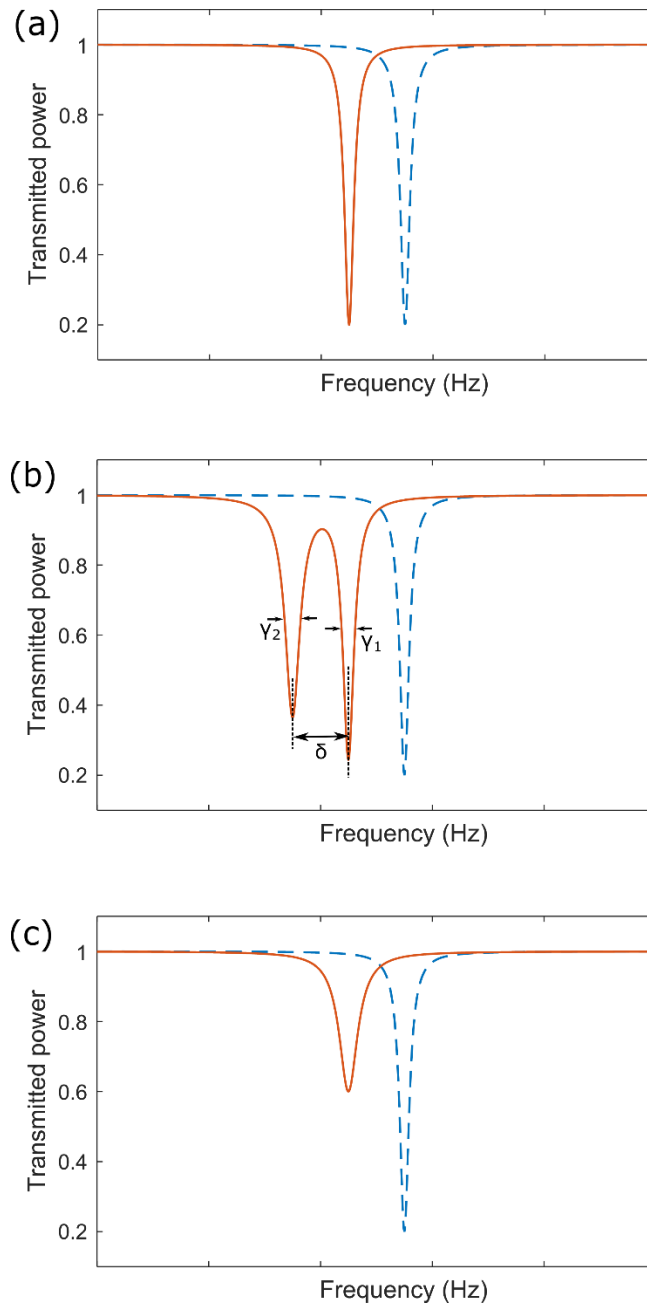 (a)
1
0.8
0.6
0.4
0.2
Transmitted power
Frequency (Hz)
(b)
1
0.8
0.6
0.4
0.2
Transmitted power
γ2
γ1
δ
Frequency (Hz)
(c)
1
0.8
0.6
0.4
0.2
Transmitted power
Frequency (Hz)